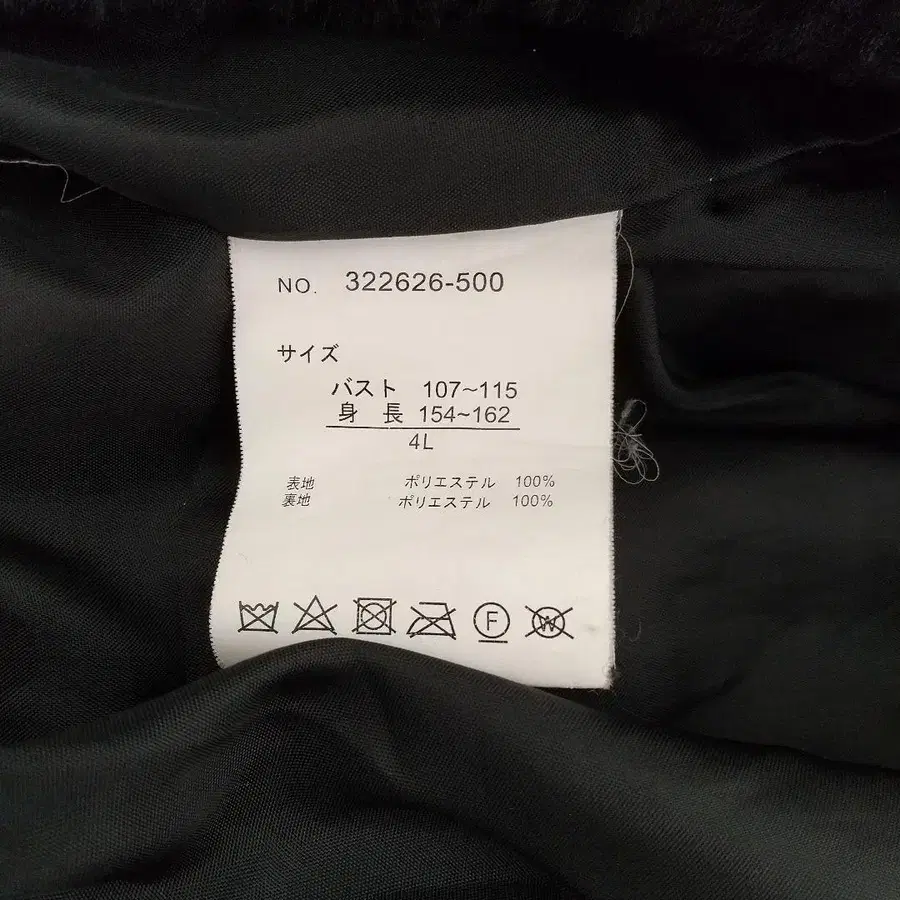 NO. 322626-500
サイズ
バスト 107~115
身 長 154~162
4L
表地 ポリエステル 100%
裏地 ポリエステル 100%
F W